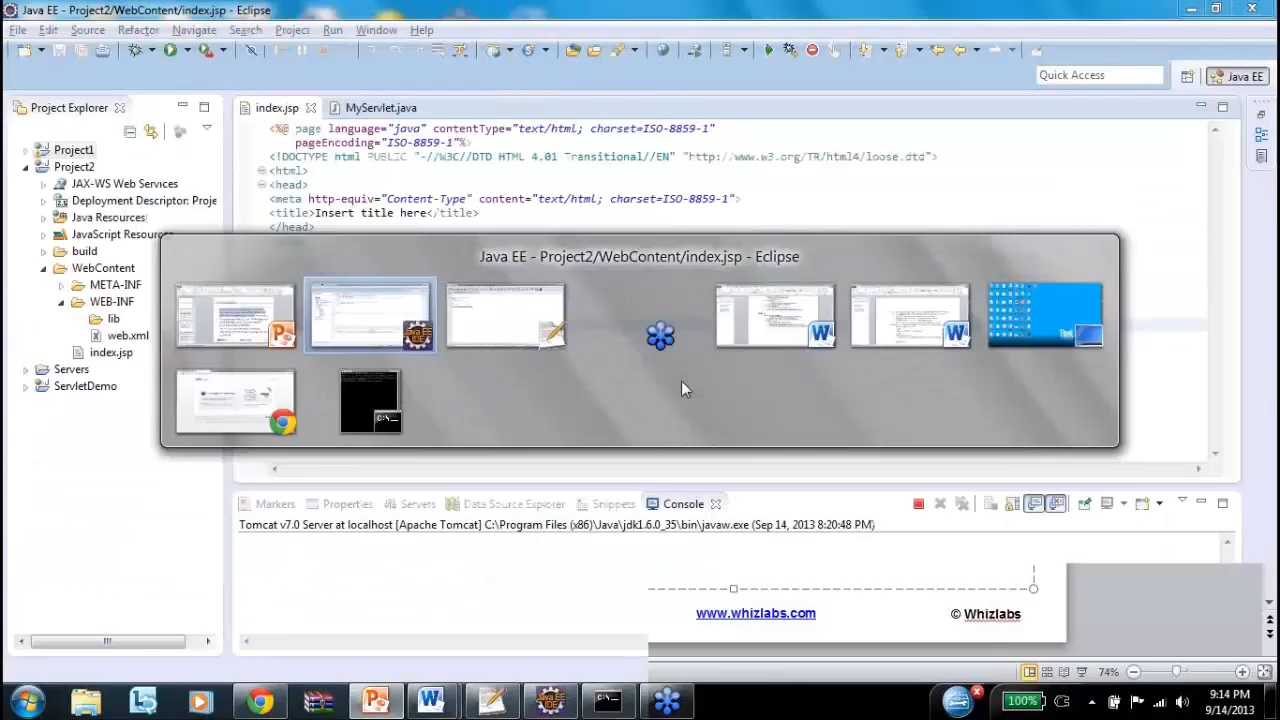 Java EE - Project2/WebContent/index.jsp - Eclipse
File Edit Source Refactor Navigate Search Project Run Window Help
Quick Access
Java EE
Project Explorer
index.jsp
MyServlet.java
Project1
Project2
JAX-WS Web Services
Deployment Descriptor: Proje
Java Resources
JavaScript Resourc
build
WebContent
META-INF
WEB-INF
lib
web.xml
index.jsp
Servers
ServletDemo
<%@ page language="java" contentType="text/html; charset=ISO-8859-1"
pageEncoding="ISO-8859-1"%>
<!DOCTYPE html PUBLIC "-//W3C//DTD HTML 4.01 Transitional//EN" "http://www.w3.org/TR/html4/loose.dtd">
<html>
<head>
<meta http-equiv="Content-Type" content="text/html; charset=ISO-8859-1">
<title>Insert title here</title>
</head>
Java EE - Project2/WebContent/index.jsp - Eclipse
Markers Properties Servers Data Source Explorer Snippets Console
Tomcat v7.0 Server at localhost [Apache Tomcat] C:\Program Files (x86)\Java\jdk1.6.0_35\bin\javaw.exe (Sep 14, 2013 8:20:48 PM)
www.whizlabs.com
© Whizlabs
74%
100%
9:14 PM
9/14/2013